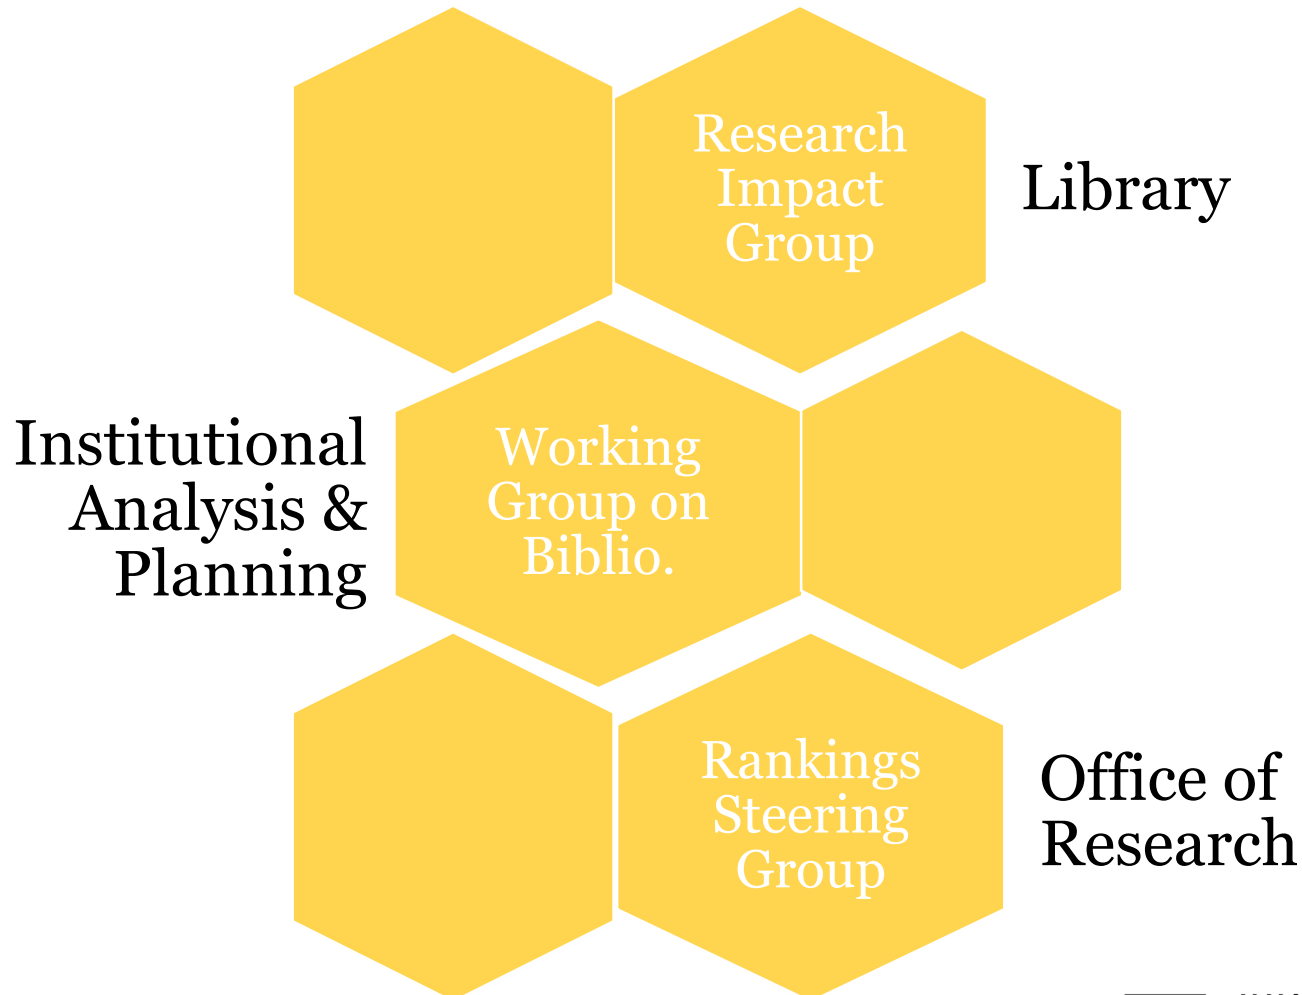 Research
Impact
Group
Library
Institutional
Analysis &
Planning
Working
Group on
Biblio.
Rankings
Steering
Group
Office of
Research